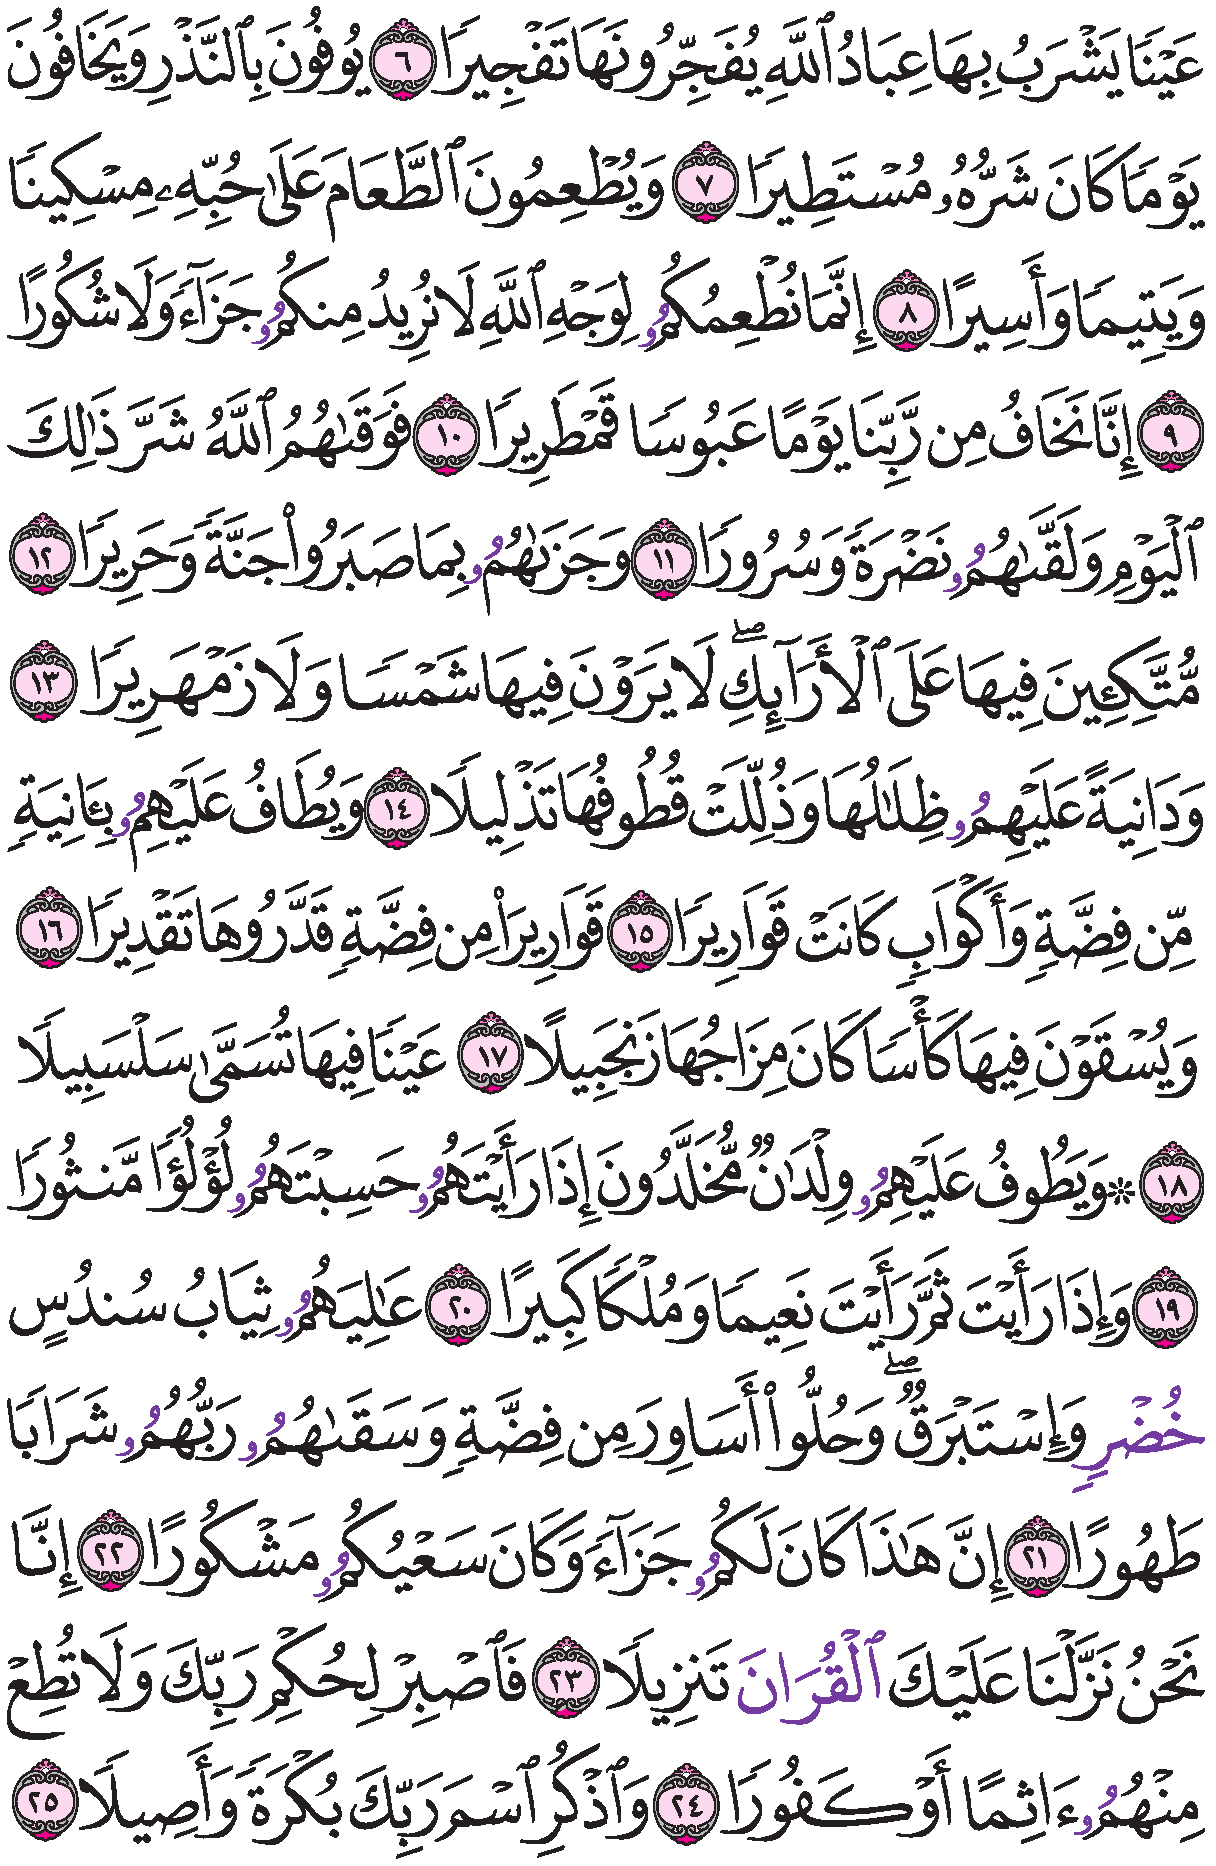 عَيْنٗا يَشْرَبُ بِهَا عِبَادُ ٱللَّهِ يُفَجِّرُونَهَا تَفْجِيرٗا ٦ يُوفُونَ بِٱلنَّذْرِ وَيَخَافُونَ
يَوْمٗا كَانَ شَرُّهُۥ مُسْتَطِيرٗا ٧ وَيُطْعِمُونَ ٱلطَّعَامَ عَلَىٰ حُبِّهِۦ مِسْكِينٗا
وَيَتِيمٗا وَأَسِيرًا ٨ إِنَّمَا نُطْعِمُكُمُۥ لِوَجْهِ ٱللَّهِ لَا نُرِيدُ مِنكُمُۥ جَزَآءٗ وَلَا شُكُورًا
٩ إِنَّا نَخَافُ مِن رَّبِّنَا يَوْمًا عَبُوسٗا قَمْطَرِيرٗا ١٠ فَوَقَىٰهُمُ ٱللَّهُ شَرَّ ذَٰلِكَ
ٱلْيَوْمِ وَلَقَّىٰهُمُۥ نَضْرَةٗ وَسُرُورٗا ١١ وَجَزَىٰهُمُۥ بِمَا صَبَرُواْ جَنَّةٗ وَحَرِيرٗا ١٢
مُّتَّكِـِٔينَ فِيهَا عَلَى ٱلْأَرَآئِكِۖ لَا يَرَوْنَ فِيهَا شَمْسٗا وَلَا زَمْهَرِيرٗا ١٣
وَدَانِيَةً عَلَيْهِمُۥ ظِلَٰلُهَا وَذُلِّلَتْ قُطُوفُهَا تَذْلِيلٗا ١٤ وَيُطَافُ عَلَيْهِمُۥ بِـَٔانِيَةٖ
مِّن فِضَّةٖ وَأَكْوَابٖ كَانَتْ قَوَارِيرَا ١٥ قَوَارِيرَاْ مِن فِضَّةٖ قَدَّرُوهَا تَقْدِيرٗا ١٦
وَيُسْقَوْنَ فِيهَا كَأْسٗا كَانَ مِزَاجُهَا زَنجَبِيلًا ١٧ عَيْنٗا فِيهَا تُسَمَّىٰ سَلْسَبِيلٗا
١٨ ۞وَيَطُوفُ عَلَيْهِمُۥ وِلْدَٰنٞ مُّخَلَّدُونَ إِذَا رَأَيْتَهُمُۥ حَسِبْتَهُمُۥ لُؤْلُؤٗا مَّنثُورٗا
١٩ وَإِذَا رَأَيْتَ ثَمَّ رَأَيْتَ نَعِيمٗا وَمُلْكٗا كَبِيرًا ٢٠ عَٰلِيَهُمُۥ ثِيَابُ سُندُسٍ
خُضْرٖ وَإِسْتَبْرَقٞۖ وَحُلُّوٓاْ أَسَاوِرَ مِن فِضَّةٖ وَسَقَىٰهُمُۥ رَبُّهُمُۥ شَرَابٗا
طَهُورًا ٢١ إِنَّ هَٰذَا كَانَ لَكُمُۥ جَزَآءٗ وَكَانَ سَعْيُكُمُۥ مَشْكُورًا ٢٢ إِنَّا
نَحْنُ نَزَّلْنَا عَلَيْكَ ٱلْقُرَانَ تَنزِيلٗا ٢٣ فَٱصْبِرْ لِحُكْمِ رَبِّكَ وَلَا تُطِعْ
مِنْهُمُۥ ءَاثِمًا أَوْ كَفُورٗا ٢٤ وَٱذْكُرِ ٱسْمَ رَبِّكَ بُكْرَةٗ وَأَصِيلٗا ٢٥